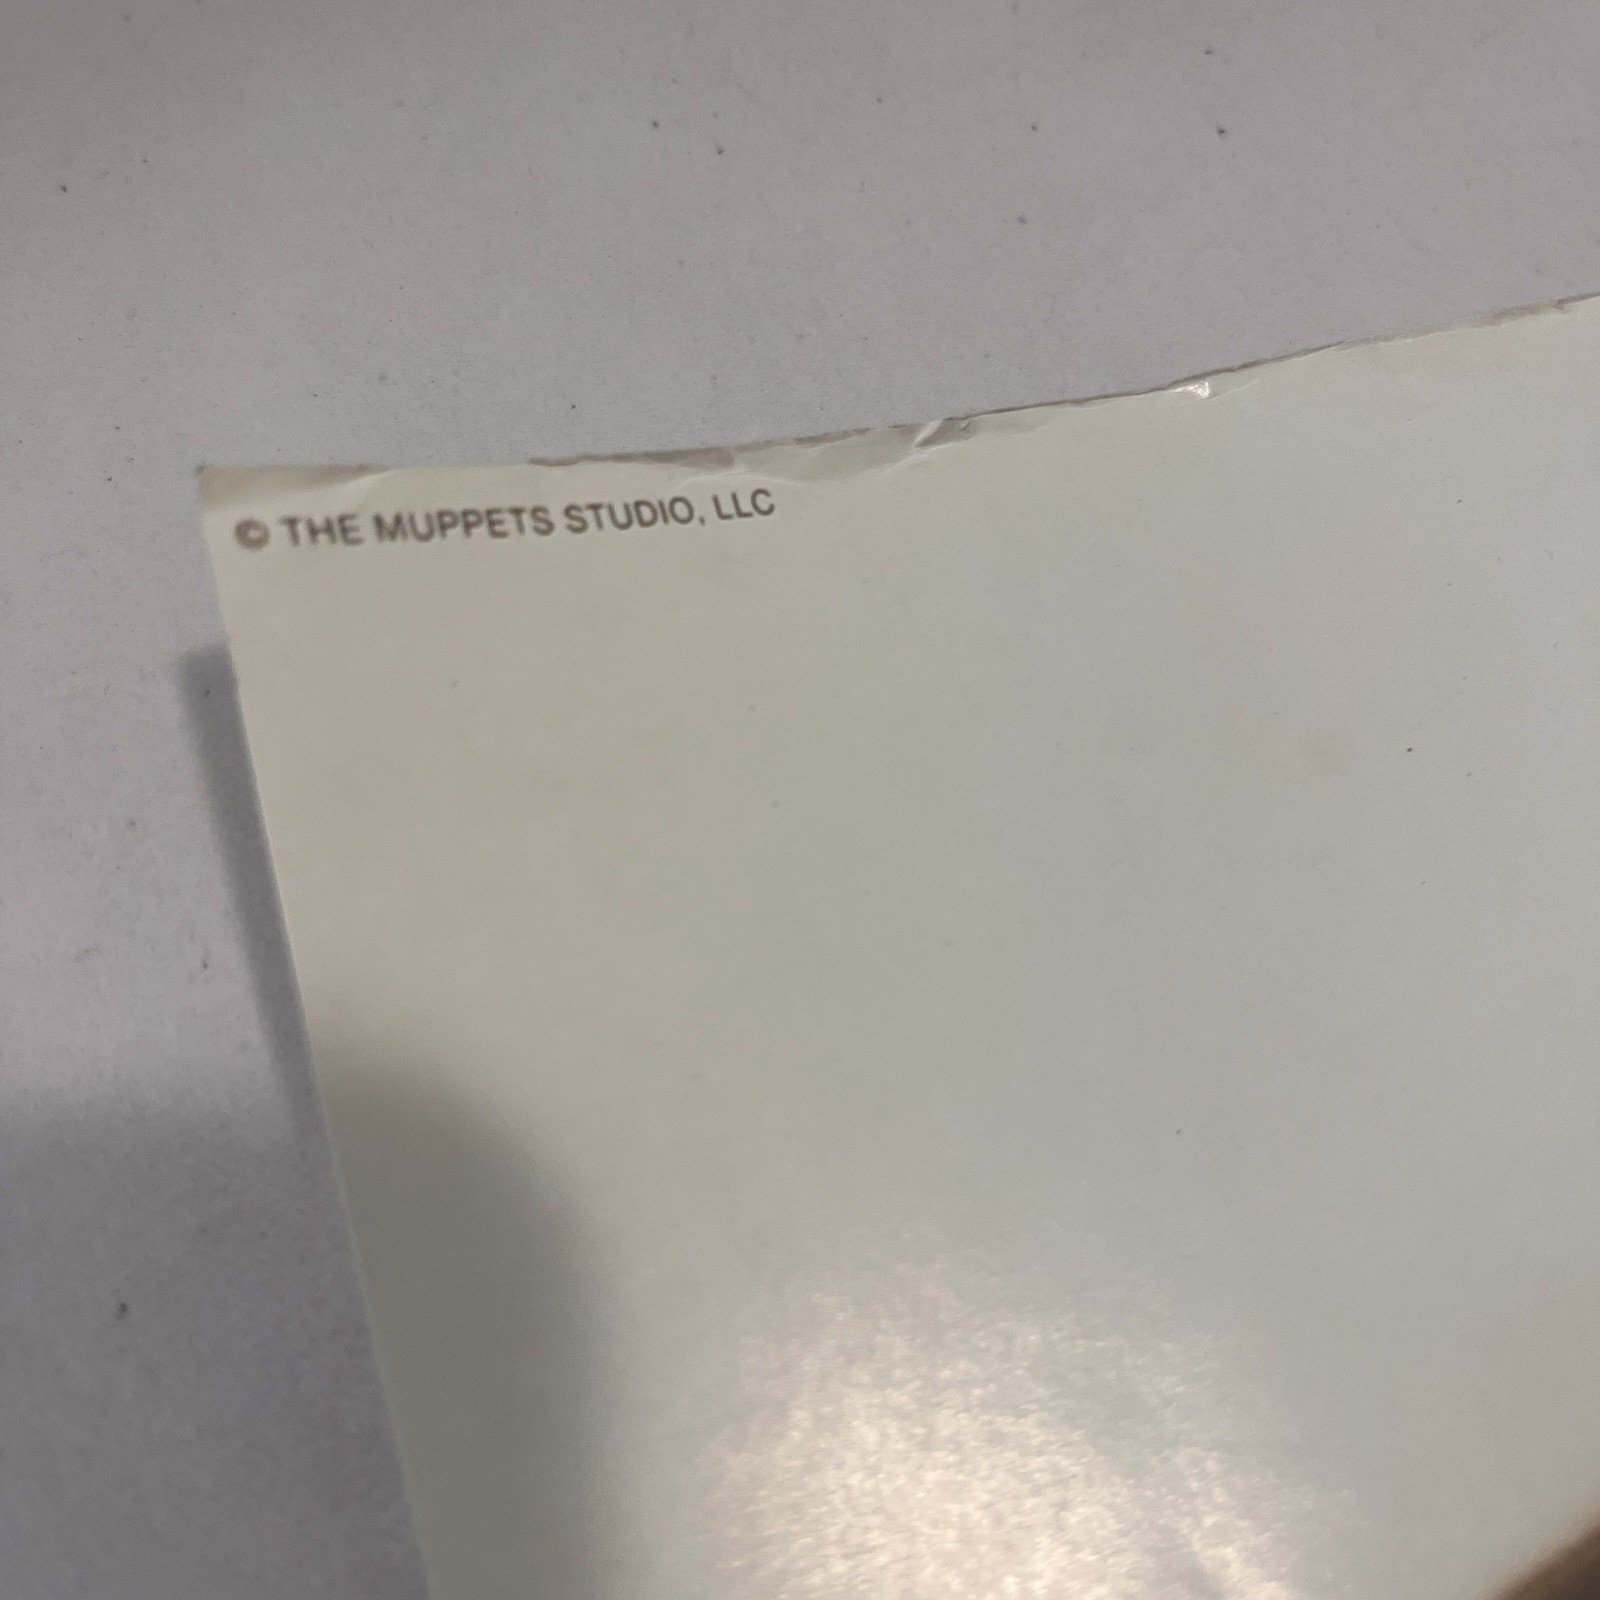 © THE MUPPETS STUDIO, LLC